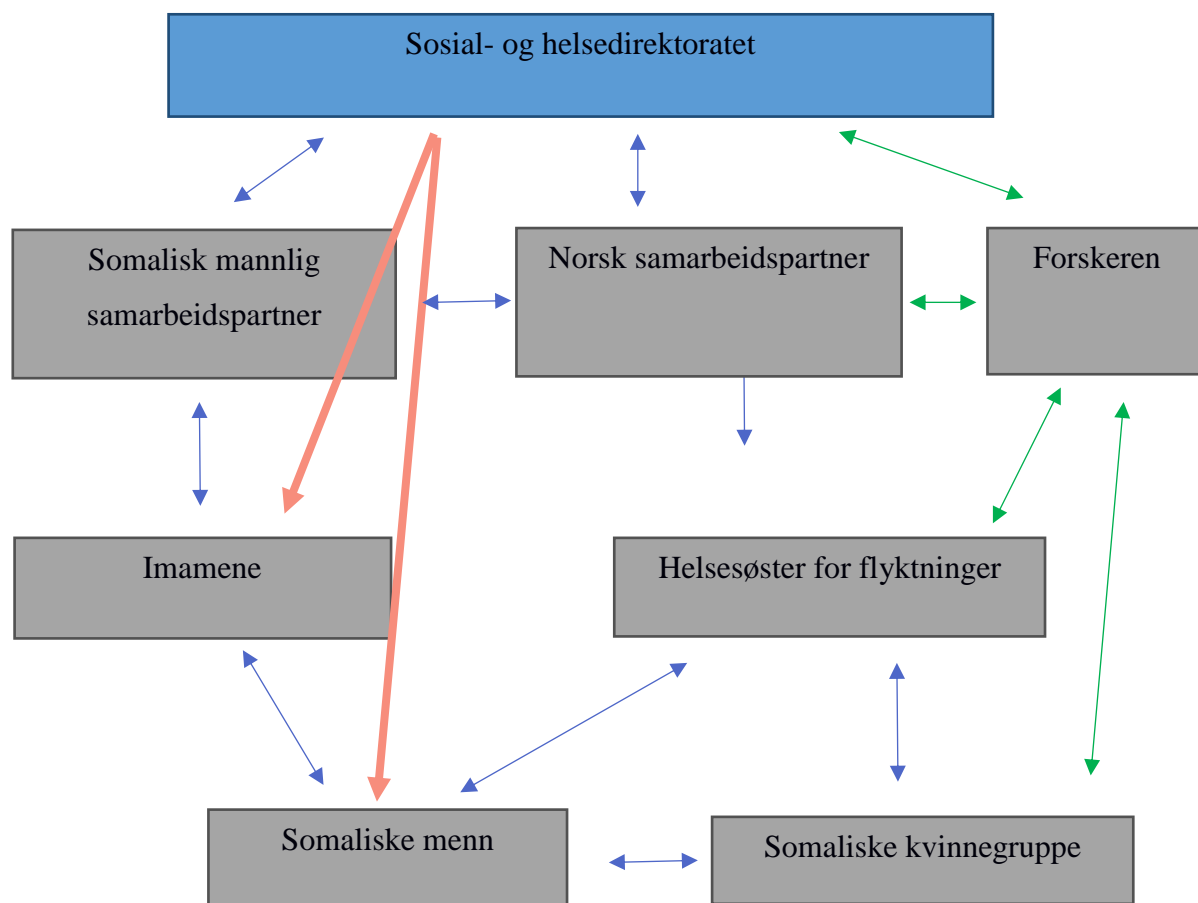 Sosial- og helsedirektoratet
Somalisk mannlig
samarbeidspartner
Norsk samarbeidspartner
Forskeren
Imamene
Helsesøster for flyktninger
Somaliske menn
Somaliske kvinnegruppe